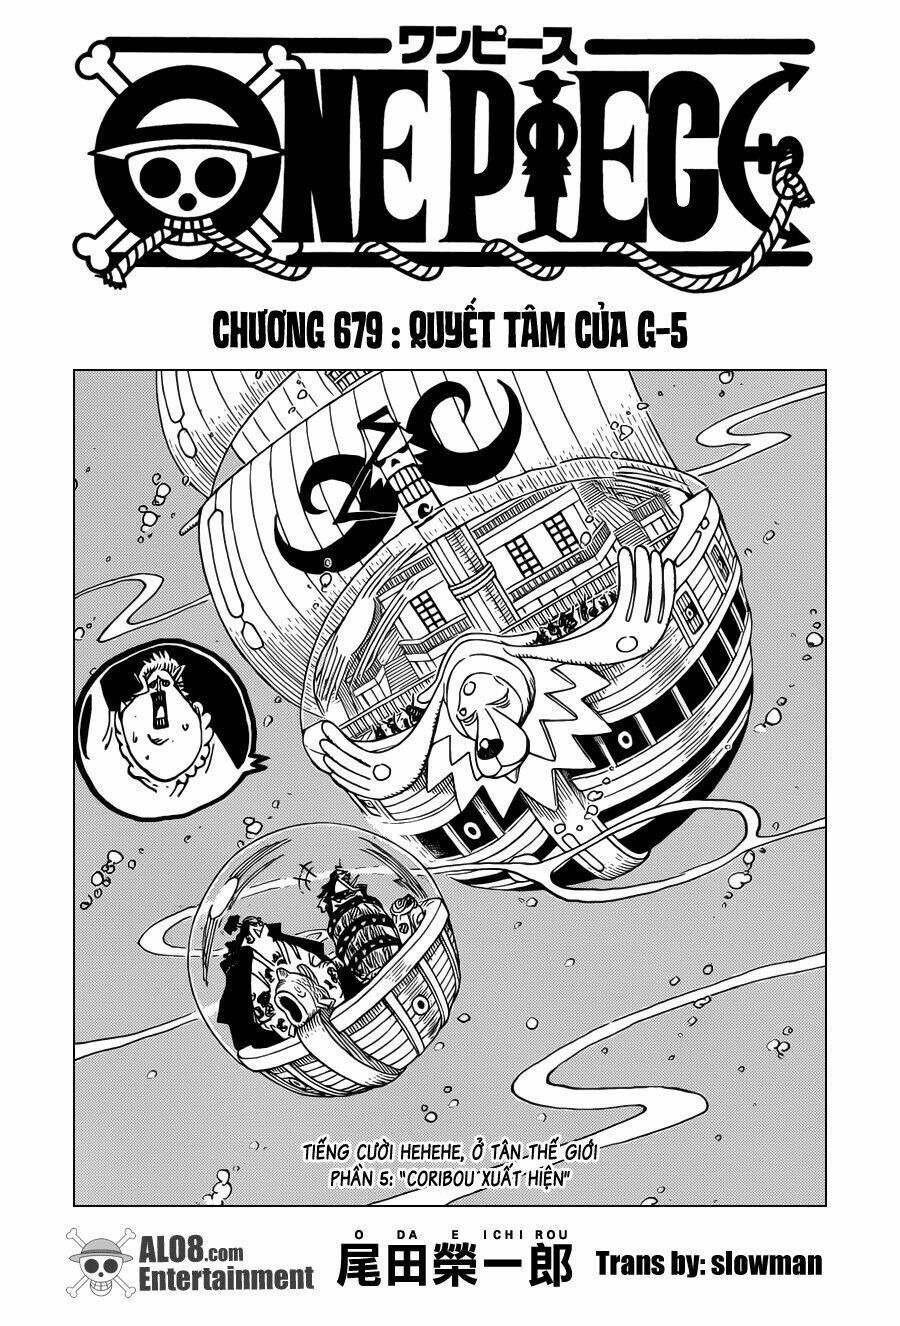 ワンピース
ONE PIECE
CHƯƠNG 679 : QUYẾT TÂM CỦA G-5
TIẾNG CƯỜI HEHEHE, Ở TÂN THẾ GIỚI
PHẦN 5: "CORIBOU XUẤT HIỆN"
ALO8.com
Entertainment
O DA E ICHI ROU
尾田榮一郎
Trans by: slowman